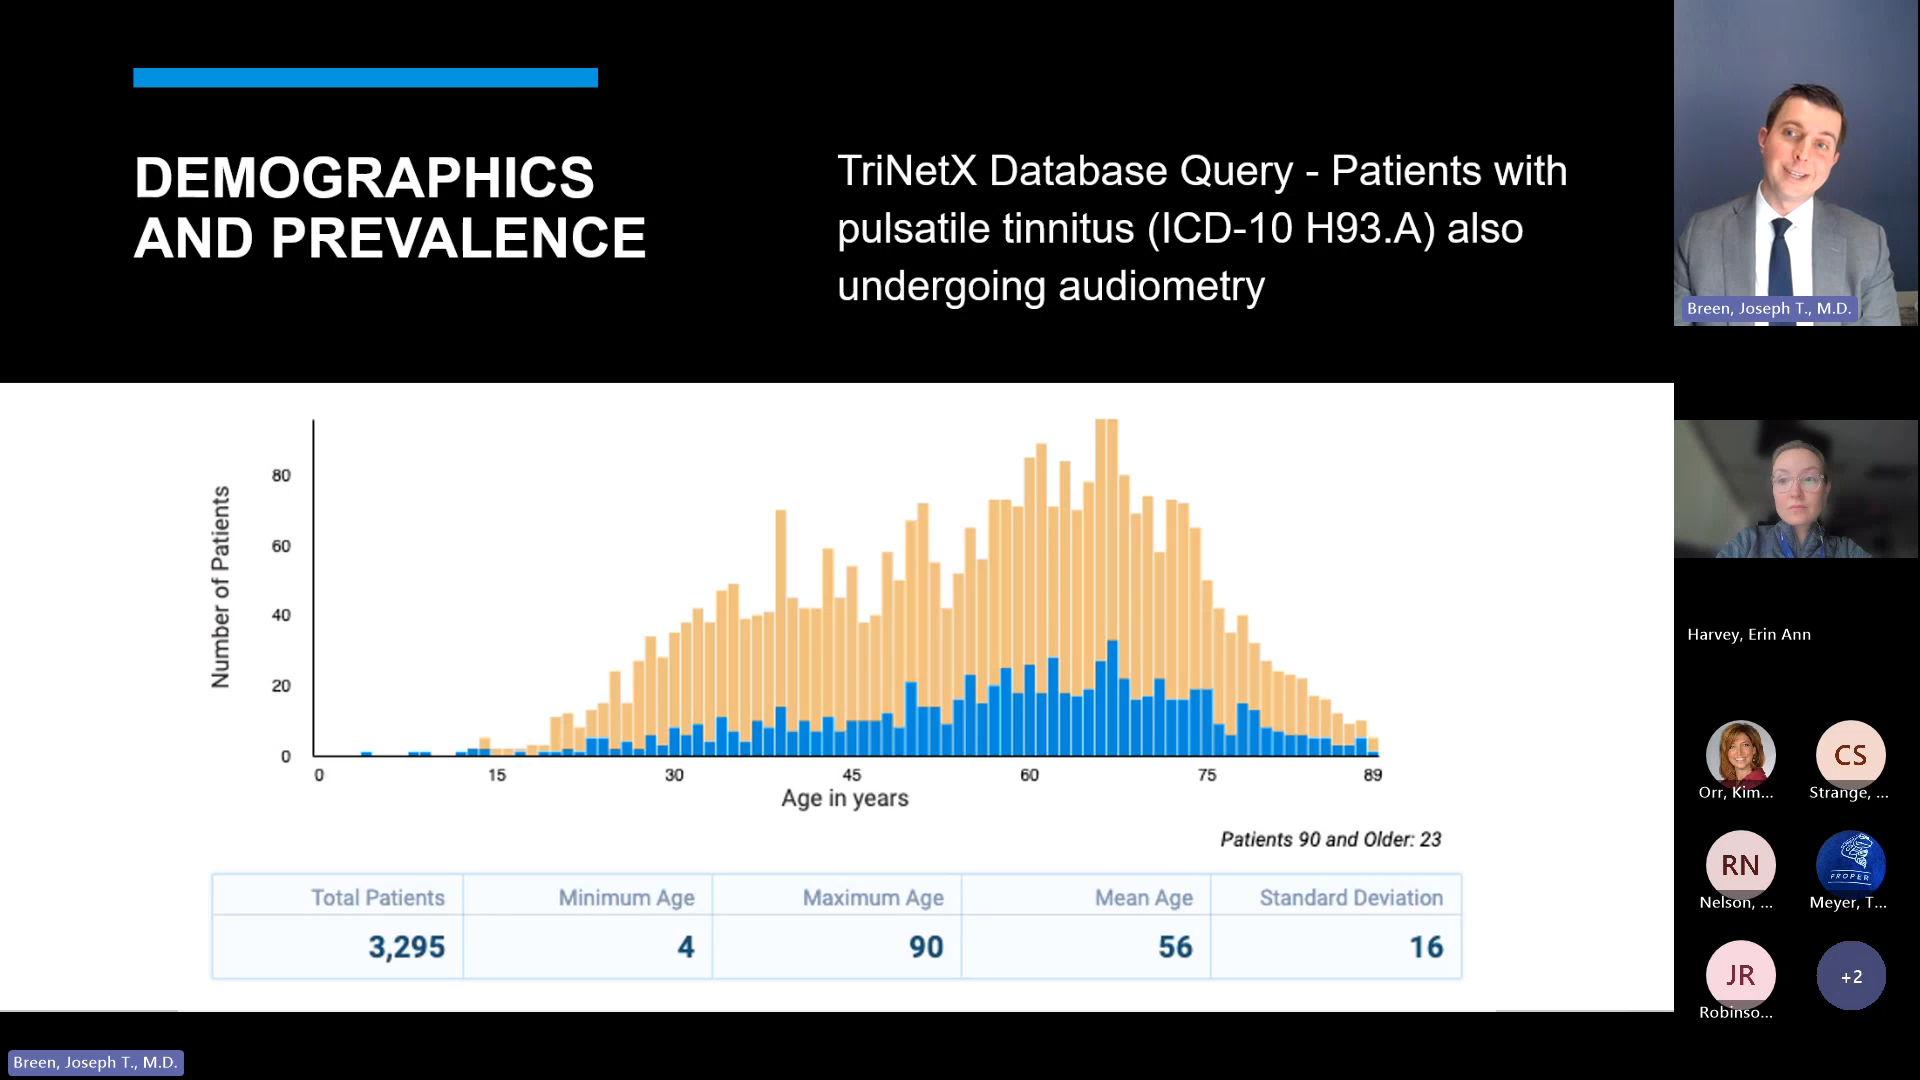 DEMOGRAPHICS
AND PREVALENCE
TriNetX Database Query - Patients with
pulsatile tinnitus (ICD-10 H93.A) also
undergoing audiometry
Number of Patients
80
60
40
20
0
0 15 30 45 60 75 89
Age in years
Patients 90 and Older: 23
Total Patients Minimum Age Maximum Age Mean Age Standard Deviation
3,295 4 90 56 16
Breen, Joseph T., M.D.
Harvey, Erin Ann
Orr, Kim...
CS
Strange, ...
RN
Nelson, ...
PROPER
Meyer, T...
JR
Robinso...
+2
Breen, Joseph T., M.D.